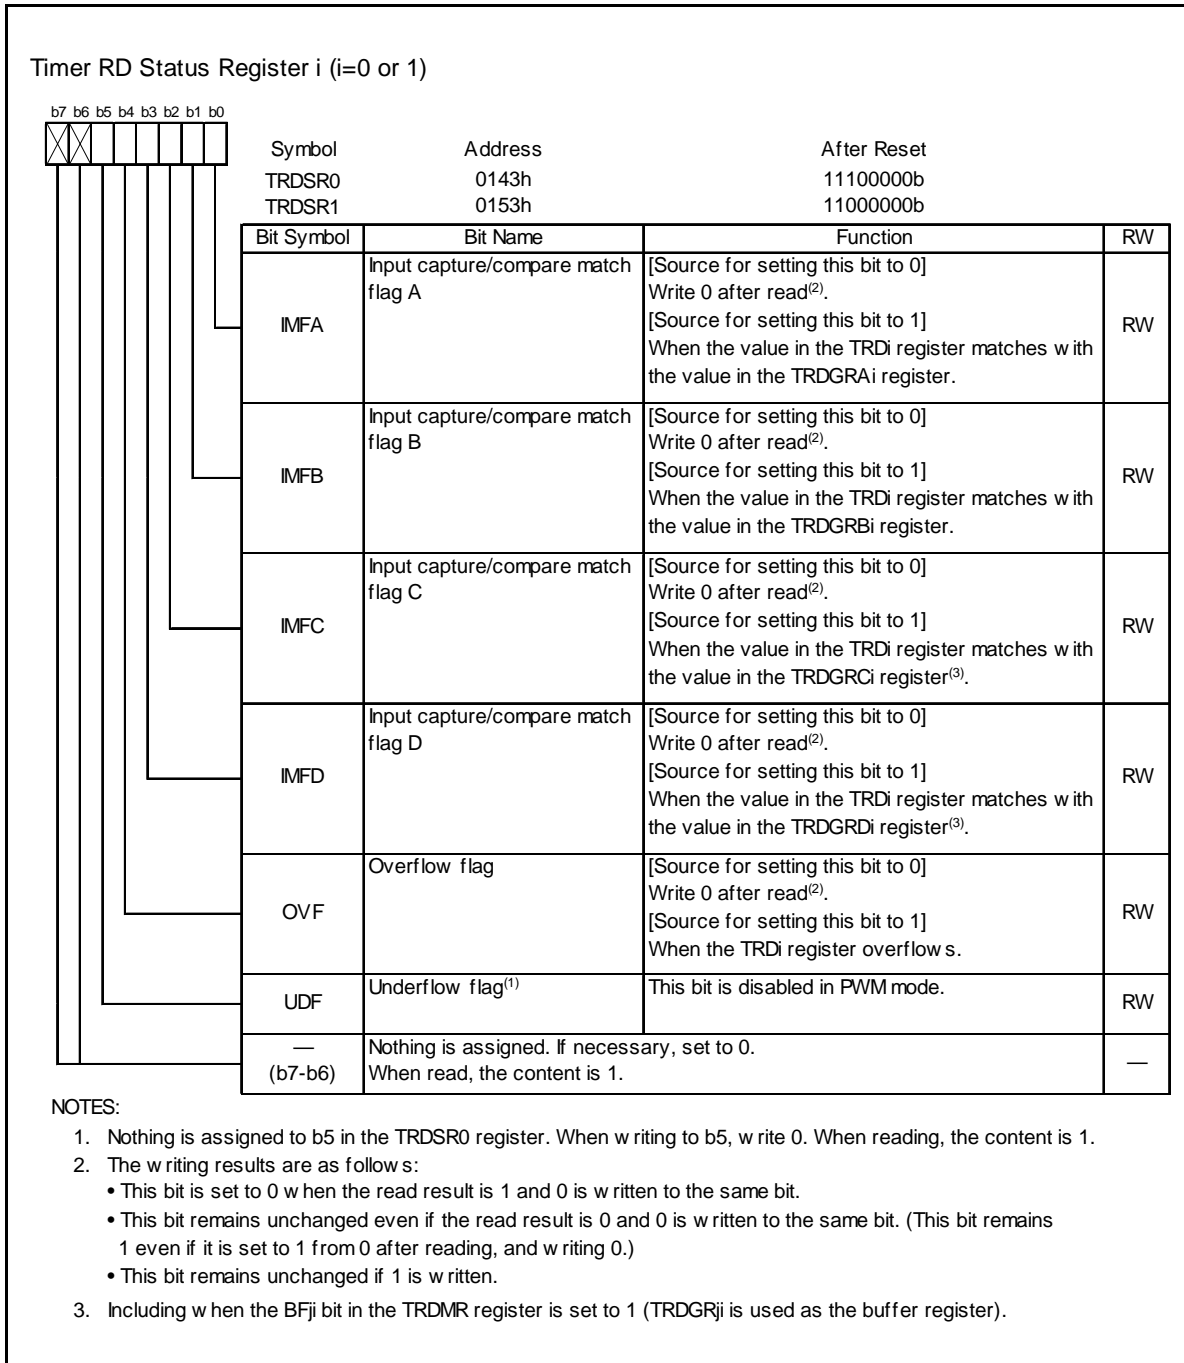 Timer RD Status Register i (i=0 or 1)
b7 b6 b5 b4 b3 b2 b1 b0
Symbol Address After Reset
TRDSR0 0143h 11100000b
TRDSR1 0153h 11000000b
Bit Symbol Bit Name Function RW
IMFA
Input capture/compare match
flag A
[Source for setting this bit to 0]
Write 0 after read(2).
[Source for setting this bit to 1]
When the value in the TRDi register matches with
the value in the TRDGRAi register.
RW
IMFB
Input capture/compare match
flag B
[Source for setting this bit to 0]
Write 0 after read(2).
[Source for setting this bit to 1]
When the value in the TRDi register matches with
the value in the TRDGRBi register.
RW
IMFC
Input capture/compare match
flag C
[Source for setting this bit to 0]
Write 0 after read(2).
[Source for setting this bit to 1]
When the value in the TRDi register matches with
the value in the TRDGRCi register(3).
RW
IMFD
Input capture/compare match
flag D
[Source for setting this bit to 0]
Write 0 after read(2).
[Source for setting this bit to 1]
When the value in the TRDi register matches with
the value in the TRDGRDi register(3).
RW
OVF
Overflow flag
[Source for setting this bit to 0]
Write 0 after read(2).
[Source for setting this bit to 1]
When the TRDi register overflows.
RW
UDF
Underflow flag(1)
This bit is disabled in PWM mode.
RW
—
(b7-b6)
Nothing is assigned. If necessary, set to 0.
When read, the content is 1.
—
NOTES:
1. Nothing is assigned to b5 in the TRDSR0 register. When writing to b5, write 0. When reading, the content is 1.
2. The writing results are as follows:
• This bit is set to 0 when the read result is 1 and 0 is written to the same bit.
• This bit remains unchanged even if the read result is 0 and 0 is written to the same bit. (This bit remains
1 even if it is set to 1 from 0 after reading, and writing 0.)
• This bit remains unchanged if 1 is written.
3. Including when the BFji bit in the TRDMR register is set to 1 (TRDGRji is used as the buffer register).